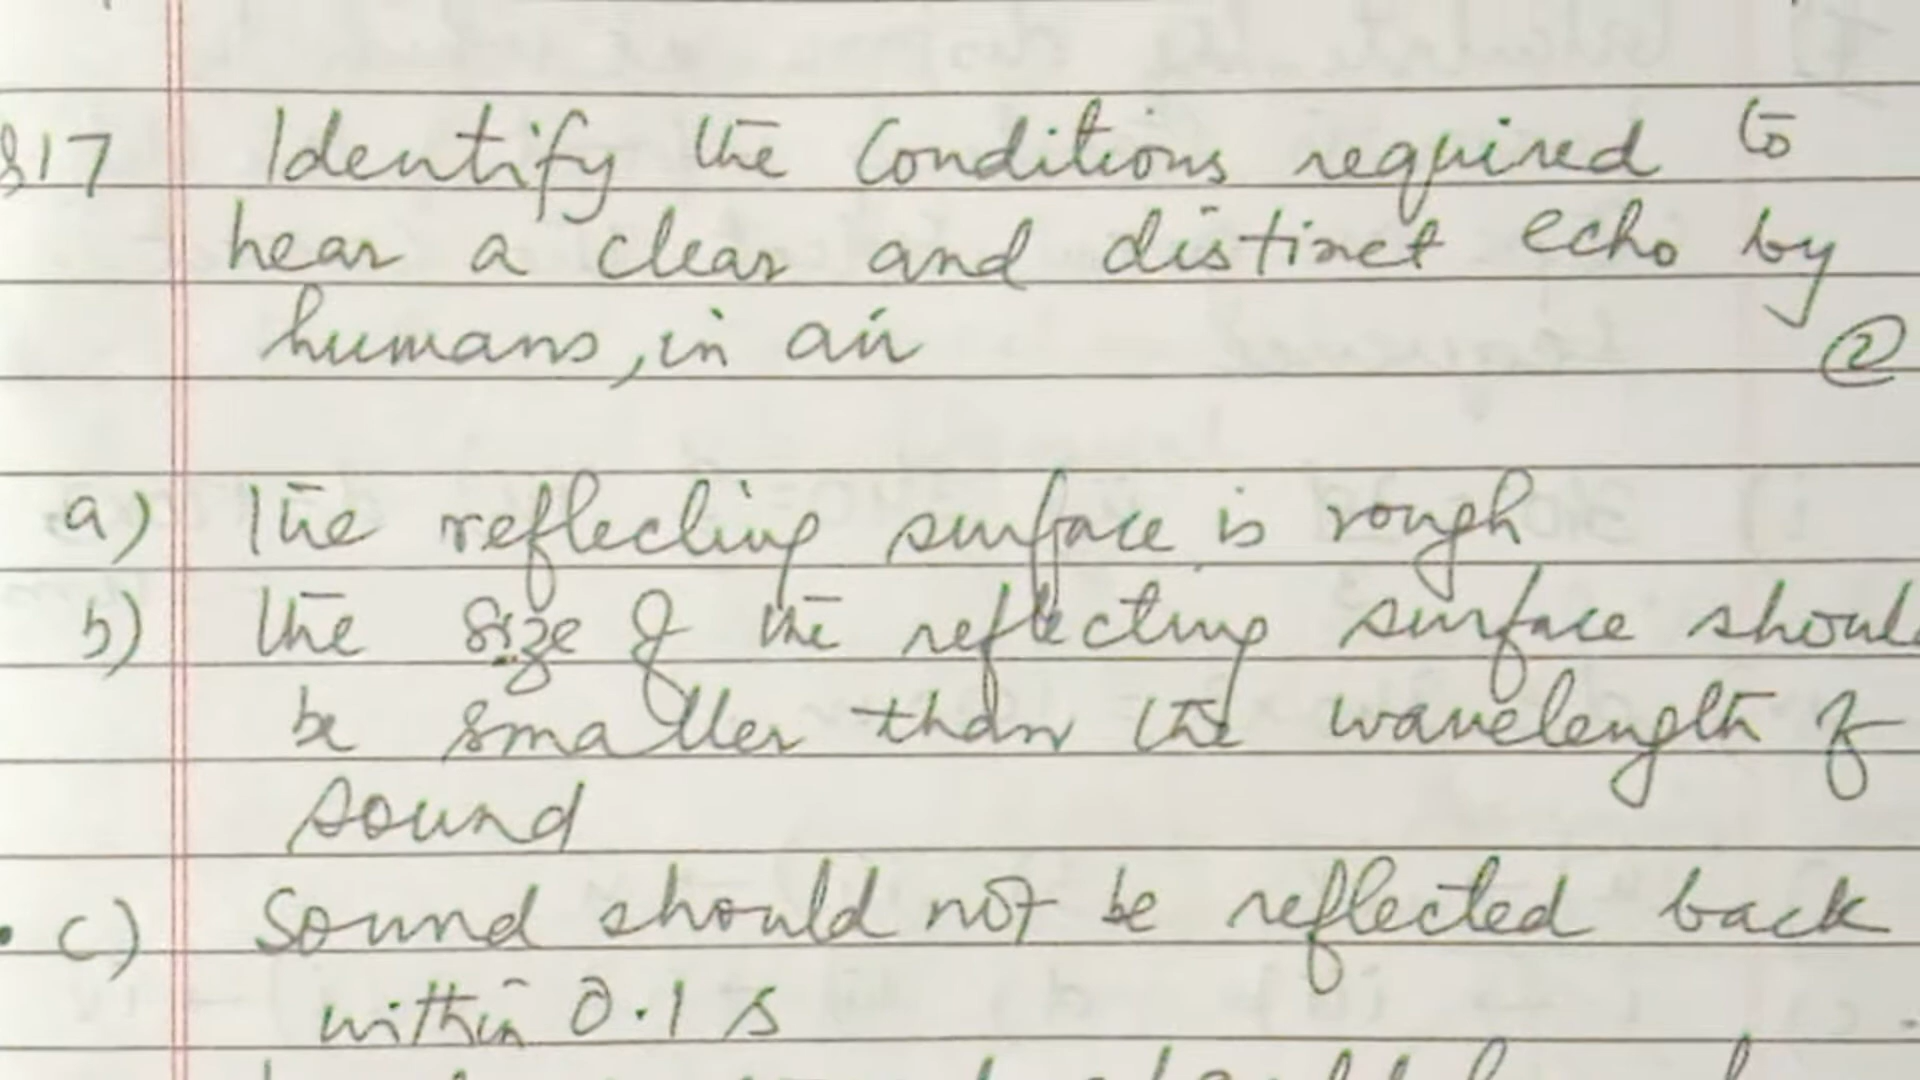 817 Identify the Conditions required to
hear a clear and distinct echo by
humans, in air
2
a) The reflecting surface is rough
b) The size of the reflecting surface should
be smaller than the wavelength of
sound
c) Sound should not be reflected back
within 0.1 s